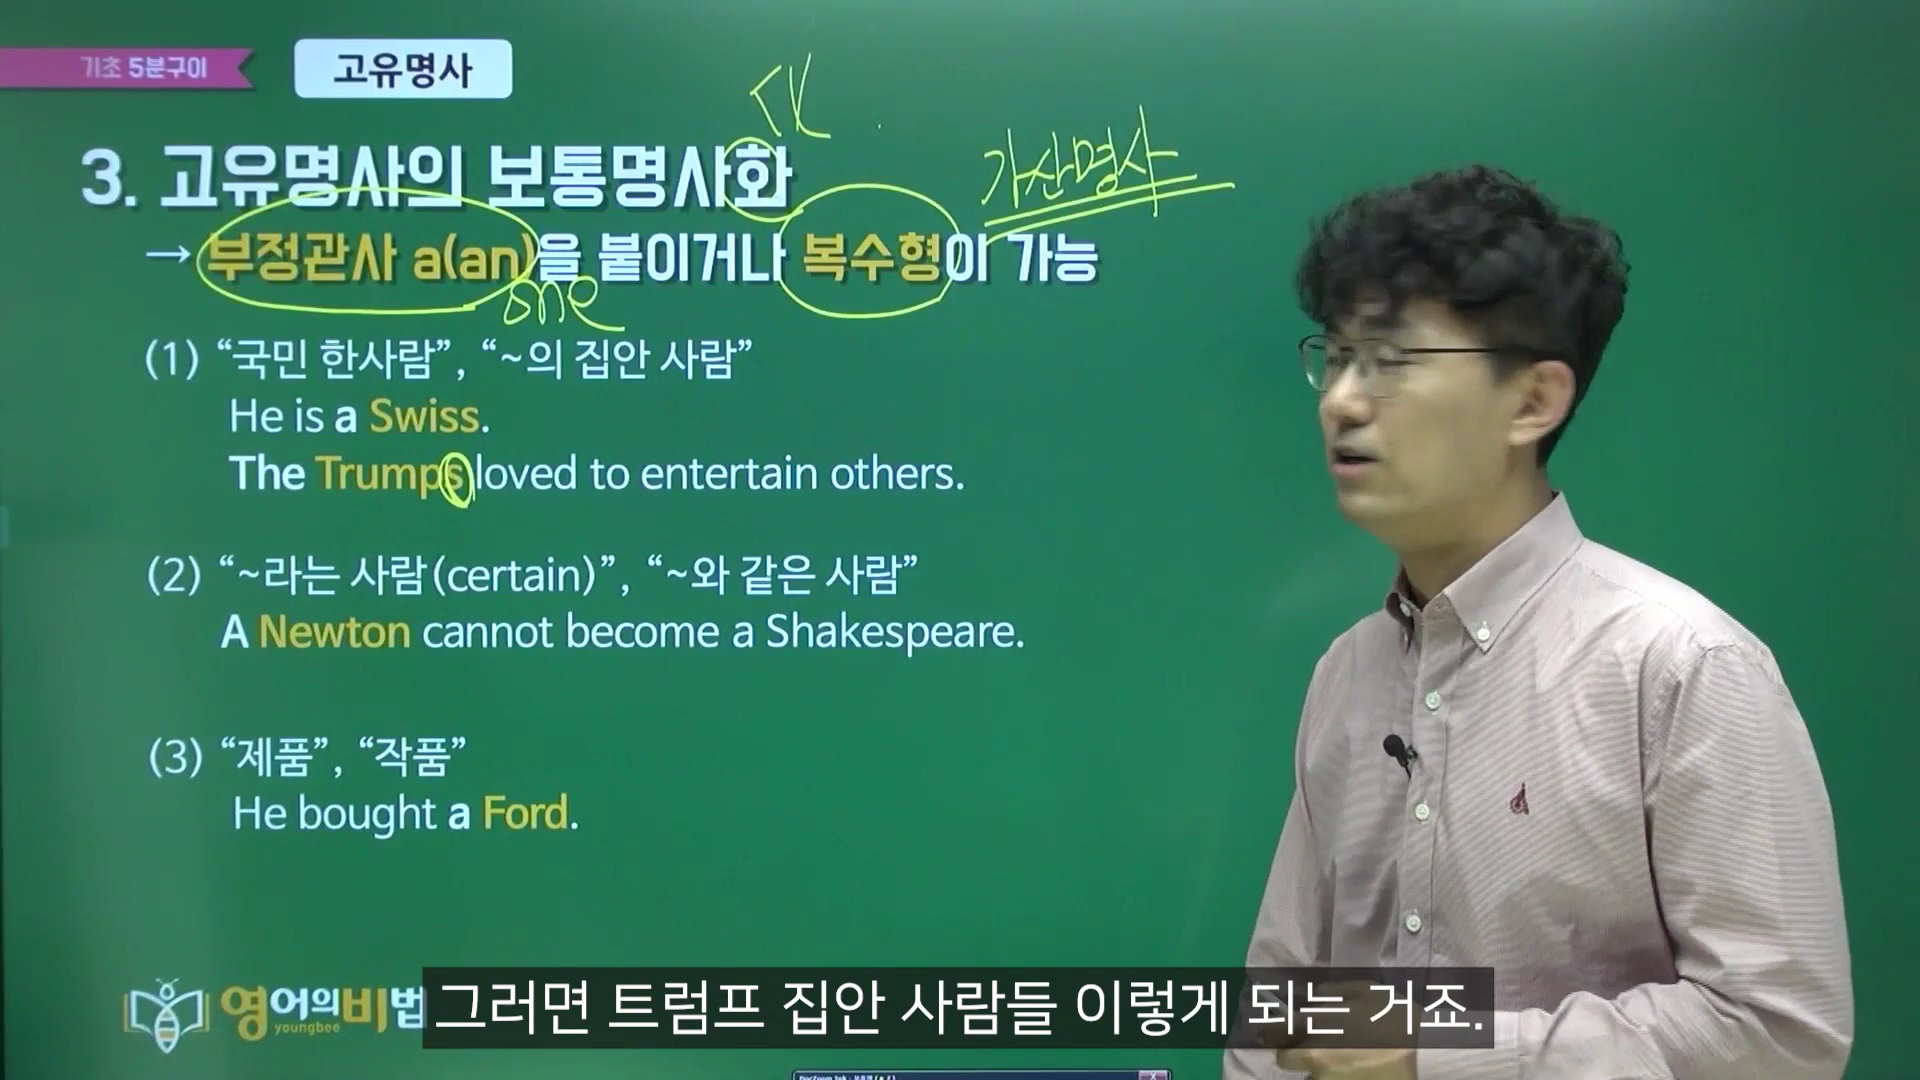 기초 5분구이
고유명사
3. 고유명사의 보통명사화
가산명사
→ 부정관사 a(an)을 붙이거나 복수형이 가능
one
(1) “국민 한사람”, “~의 집안 사람”
He is a Swiss.
The Trumps loved to entertain others.
(2) “~라는 사람(certain)”, “~와 같은 사람”
A Newton cannot become a Shakespeare.
(3) “제품”, “작품”
He bought a Ford.
영어의비법
youngbee
그러면 트럼프 집안 사람들 이렇게 되는 거죠.